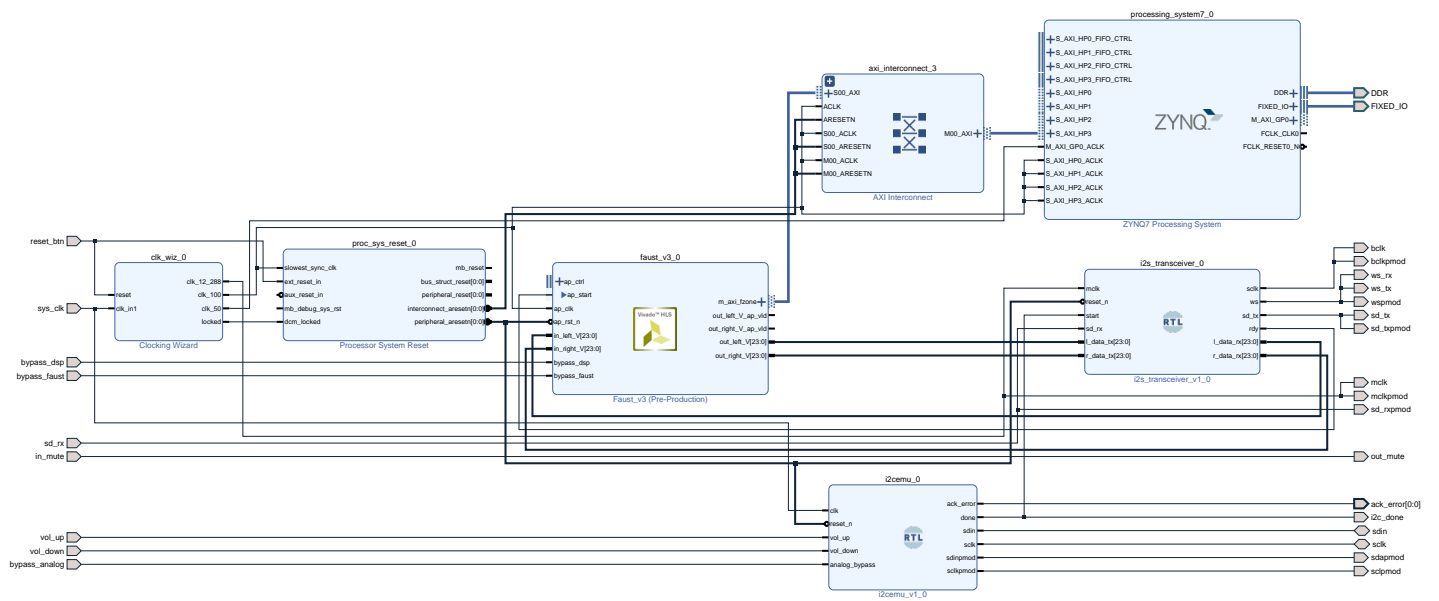 processing_system7_0
S_AXI_HP0_FIFO_CTRL
S_AXI_HP1_FIFO_CTRL
S_AXI_HP2_FIFO_CTRL
S_AXI_HP3_FIFO_CTRL
S_AXI_HP0
S_AXI_HP1
S_AXI_HP2
S_AXI_HP3
M_AXI_GP0_ACLK
S_AXI_HP0_ACLK
S_AXI_HP1_ACLK
S_AXI_HP2_ACLK
S_AXI_HP3_ACLK
ZYNQ
DDR
FIXED_IO
M_AXI_GP0
FCLK_CLK0
FCLK_RESET0_N
ZYNQ7 Processing System
DDR
FIXED_IO
axi_interconnect_3
S00_AXI
ACLK
ARESETN
S00_ACLK
S00_ARESETN
M00_ACLK
M00_ARESETN
M00_AXI
AXI Interconnect
reset_btn
sys_clk
bypass_dsp
bypass_faust
sd_rx
in_mute
vol_up
vol_down
bypass_analog
clk_wiz_0
reset
clk_in1
clk_12_288
clk_100
clk_50
locked
Clocking Wizard
proc_sys_reset_0
slowest_sync_clk
ext_reset_in
aux_reset_in
mb_debug_sys_rst
dcm_locked
mb_reset
bus_struct_reset[0:0]
peripheral_reset[0:0]
interconnect_aresetn[0:0]
peripheral_aresetn[0:0]
Processor System Reset
faust_v3_0
ap_ctrl
ap_start
ap_clk
ap_rst_n
in_left_V[23:0]
in_right_V[23:0]
bypass_dsp
bypass_faust
Vivado™ HLS
m_axi_fzone
out_left_V_ap_vld
out_right_V_ap_vld
out_left_V[23:0]
out_right_V[23:0]
Faust_v3 (Pre-Production)
i2s_transceiver_0
mclk
reset_n
start
sd_rx
l_data_tx[23:0]
r_data_tx[23:0]
RTL
sclk
ws
sd_tx
rdy
l_data_rx[23:0]
r_data_rx[23:0]
i2s_transceiver_v1_0
bclk
bclkpmod
ws_rx
ws_tx
wspmod
sd_tx
sd_txpmod
mclk
mclkpmod
sd_rxpmod
out_mute
i2cemu_0
clk
reset_n
vol_up
vol_down
analog_bypass
RTL
ack_error
done
sdin
sclk
sdinpmod
sclkpmod
i2cemu_v1_0
ack_error[0:0]
i2c_done
sdin
sclk
sdapmod
sclpmod